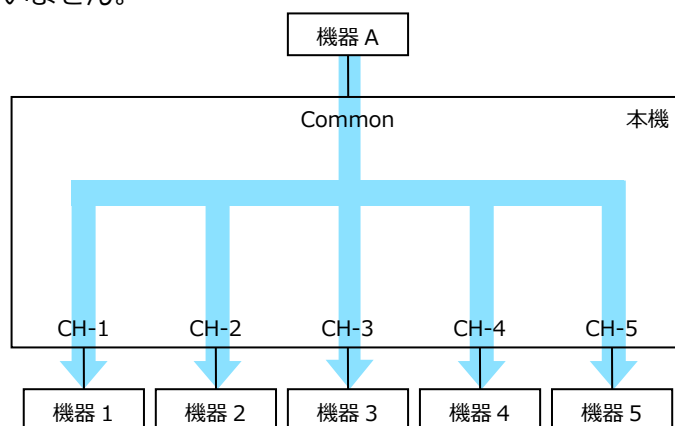 いません。
機器 A
Common 本機
CH-1 CH-2 CH-3 CH-4 CH-5
機器 1 機器 2 機器 3 機器 4 機器 5